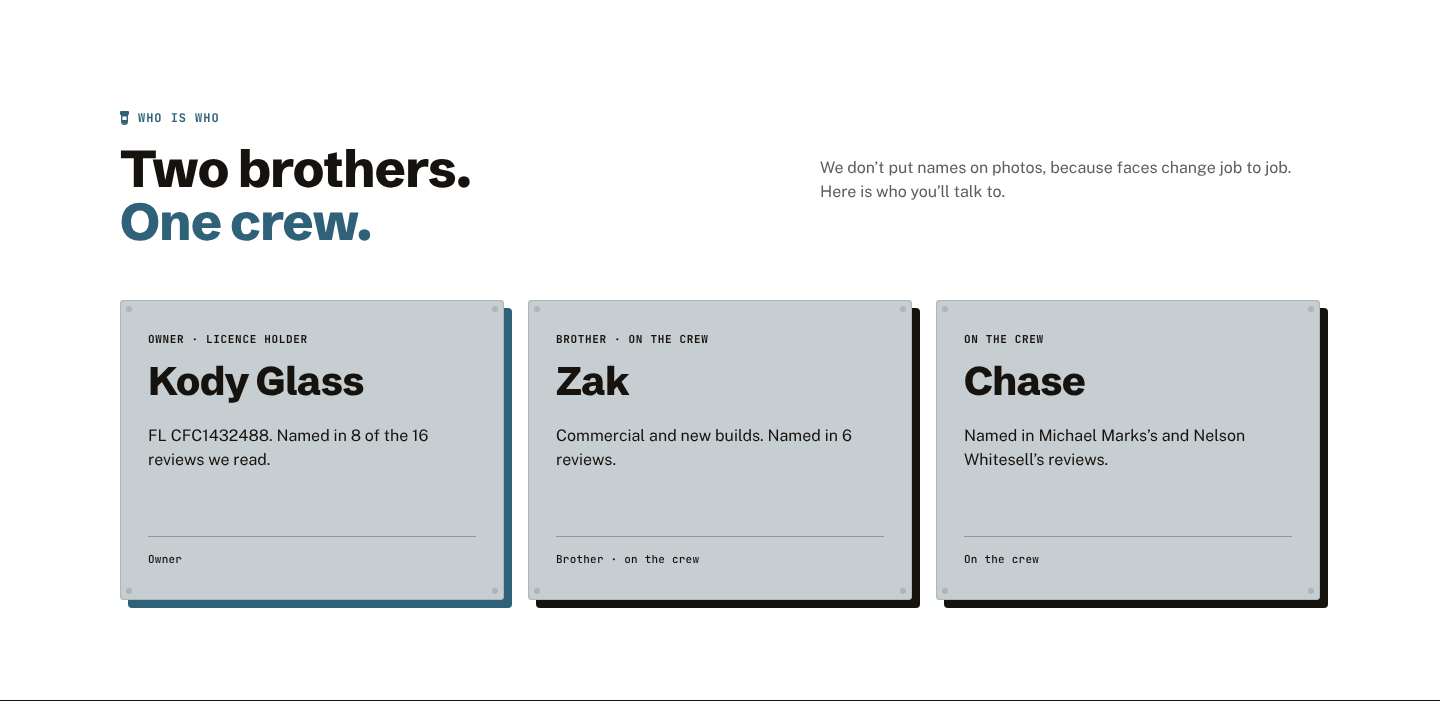 WHO IS WHO
Two brothers.
One crew.
We don’t put names on photos, because faces change job to job.
Here is who you’ll talk to.
OWNER · LICENCE HOLDER
Kody Glass
FL CFC1432488. Named in 8 of the 16
reviews we read.
Owner
BROTHER · ON THE CREW
Zak
Commercial and new builds. Named in 6
reviews.
Brother · on the crew
ON THE CREW
Chase
Named in Michael Marks’s and Nelson
Whitesell’s reviews.
On the crew